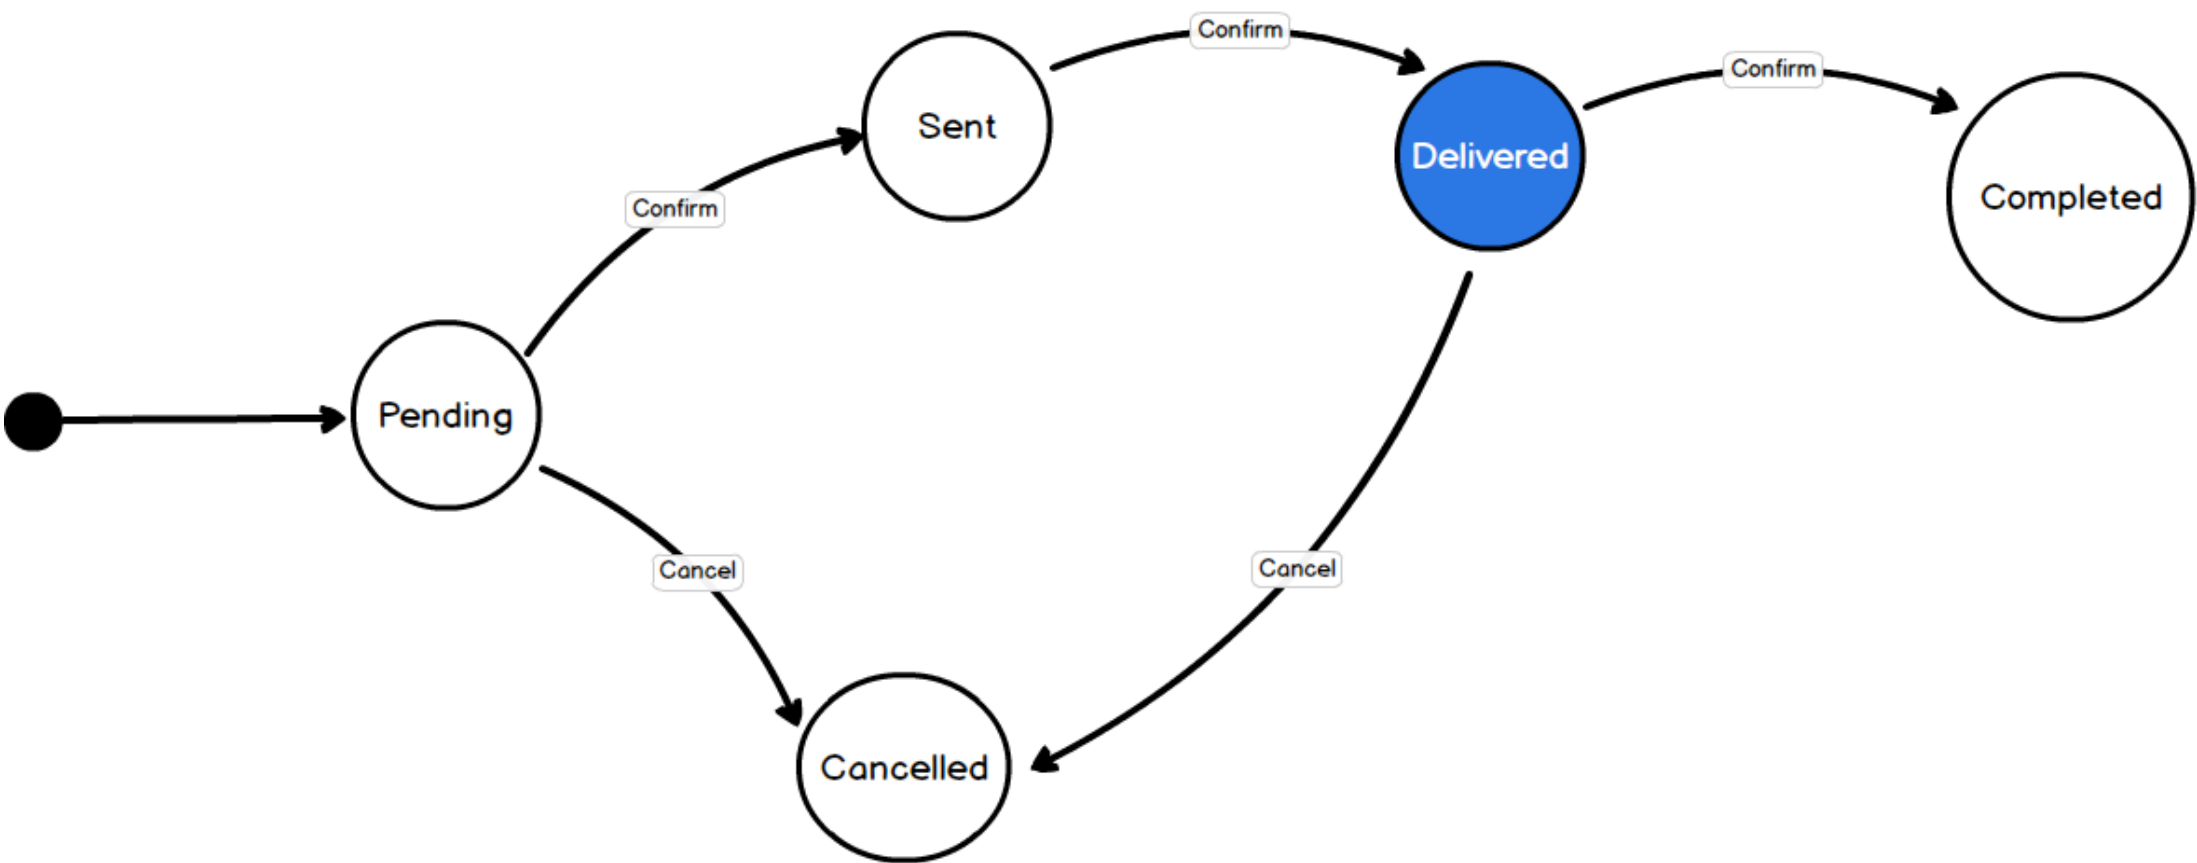 Confirm
Sent
Confirm
Delivered
Confirm
Completed
Pending
Cancel
Cancel
Cancelled